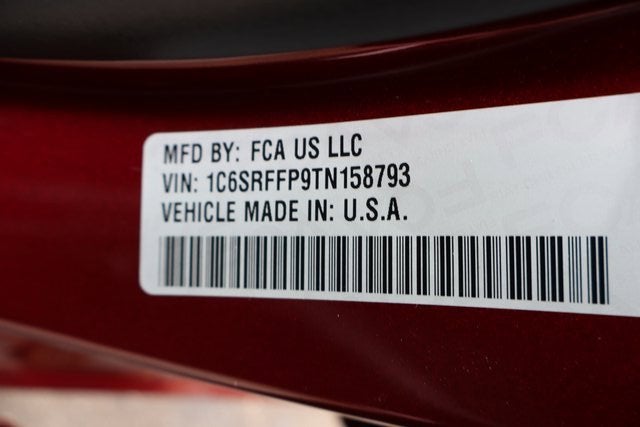 MFD BY: FCA US LLC
VIN: 1C6SRFFP9TN158793
VEHICLE MADE IN: U.S.A.